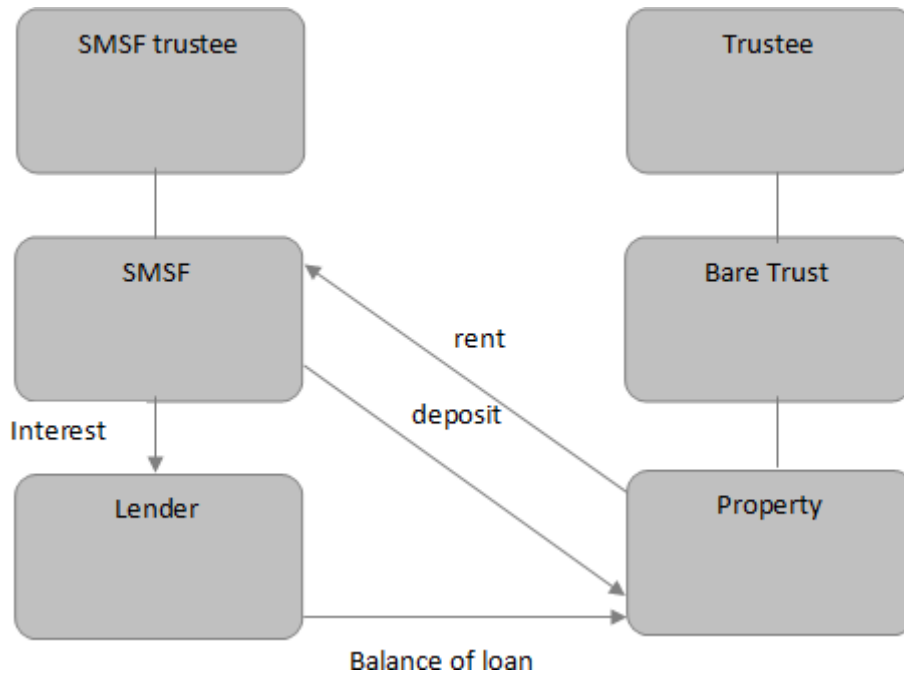 SMSF trustee
Trustee
SMSF
Bare Trust
rent
deposit
Interest
Lender
Property
Balance of loan